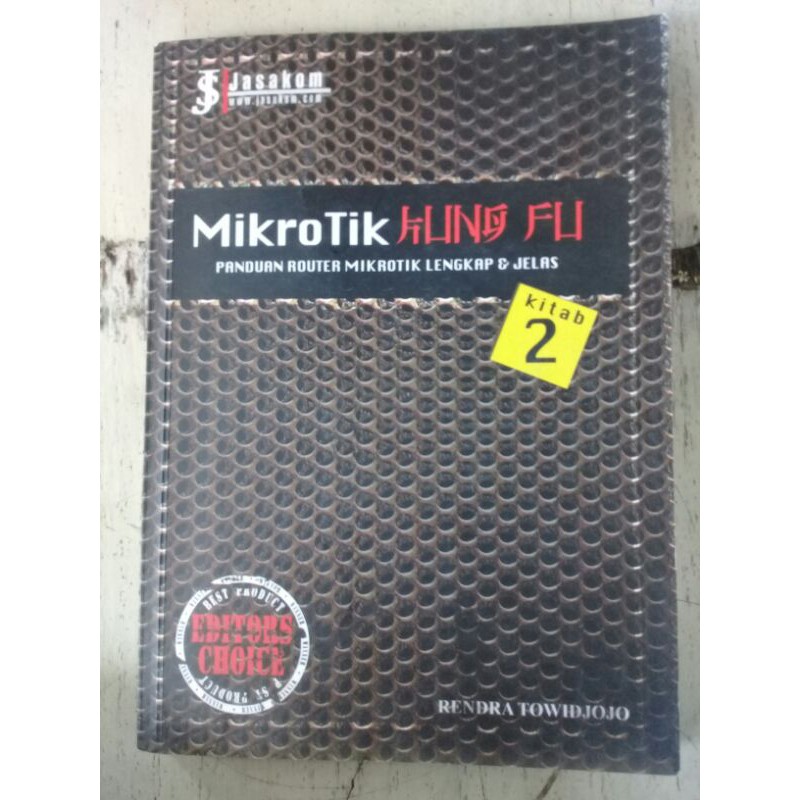 JS Jasakom
www.jasakom.com
MikroTik KUNG FU
PANDUAN ROUTER MIKROTIK LENGKAP & JELAS
kitab
2
BEST PRODUCT
EDITORS
CHOICE
RENDRA TOWIDJOJO